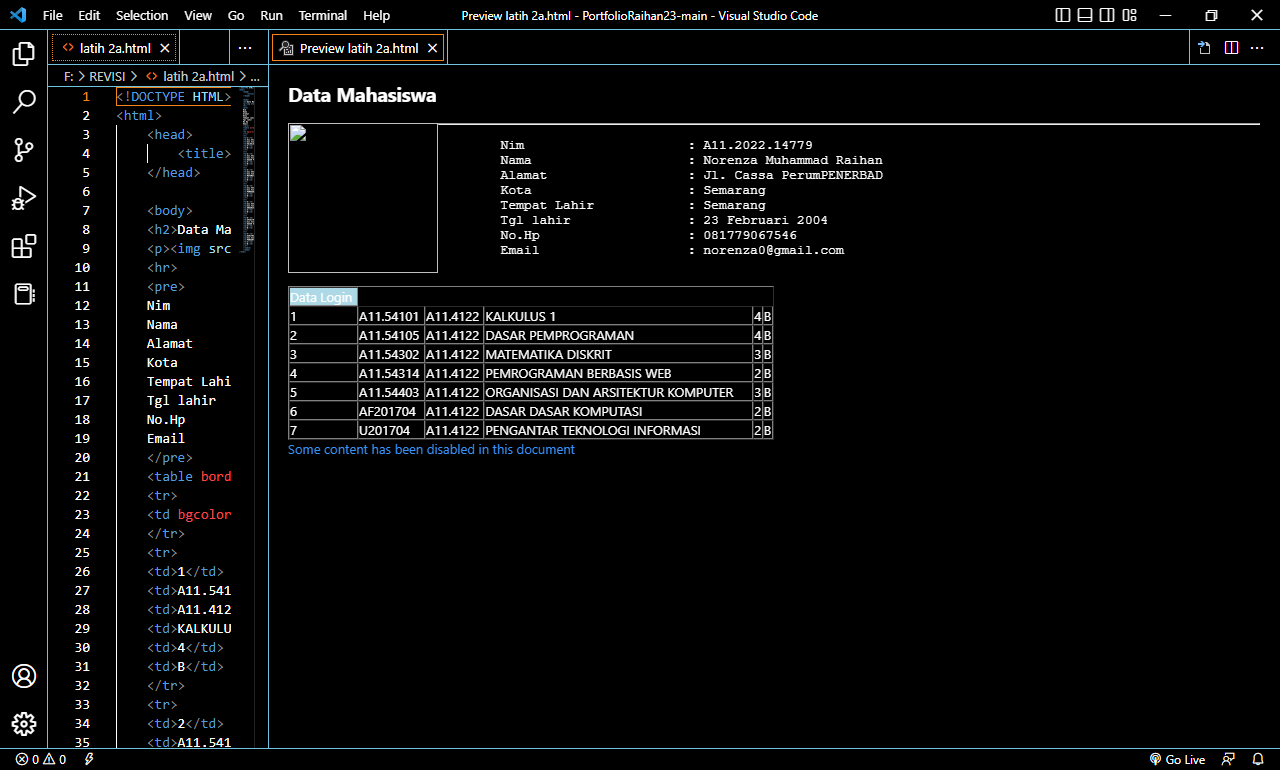 File Edit Selection View Go Run Terminal Help Preview latih 2a.html - PortfolioRaihan23-main - Visual Studio Code
latih 2a.html
Preview latih 2a.html
F: > REVISI > latih 2a.html > ...
1 <!DOCTYPE HTML>
2 <html>
3 <head>
4 <title>
5 </head>
6
7 <body>
8 <h2>Data Ma
9 <p><img src
10 <hr>
11 <pre>
12 Nim
13 Nama
14 Alamat
15 Kota
16 Tempat Lahi
17 Tgl lahir
18 No.Hp
19 Email
20 </pre>
21 <table bord
22 <tr>
23 <td bgcolor
24 </tr>
25 <tr>
26 <td>1</td>
27 <td>A11.541
28 <td>A11.412
29 <td>KALKULU
30 <td>4</td>
31 <td>B</td>
32 </tr>
33 <tr>
34 <td>2</td>
35 <td>A11.541
Data Mahasiswa
Nim : A11.2022.14779
Nama : Norenza Muhammad Raihan
Alamat : Jl. Cassa PerumPENERBAD
Kota : Semarang
Tempat Lahir : Semarang
Tgl lahir : 23 Februari 2004
No.Hp : 081779067546
Email : norenza0@gmail.com
Data Login
1 A11.54101 A11.4122 KALKULUS 1 4 B
2 A11.54105 A11.4122 DASAR PEMPROGRAMAN 4 B
3 A11.54302 A11.4122 MATEMATIKA DISKRIT 3 B
4 A11.54314 A11.4122 PEMROGRAMAN BERBASIS WEB 2 B
5 A11.54403 A11.4122 ORGANISASI DAN ARSITEKTUR KOMPUTER 3 B
6 AF201704 A11.4122 DASAR DASAR KOMPUTASI 2 B
7 U201704 A11.4122 PENGANTAR TEKNOLOGI INFORMASI 2 B
Some content has been disabled in this document
0 0 Go Live